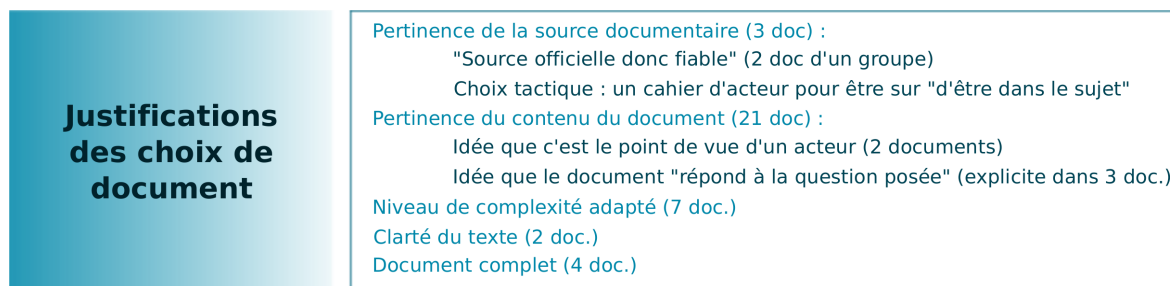 Justifications
des choix de
document
Pertinence de la source documentaire (3 doc) :
"Source officielle donc fiable" (2 doc d'un groupe)
Choix tactique : un cahier d'acteur pour être sur "d'être dans le sujet"
Pertinence du contenu du document (21 doc) :
Idée que c'est le point de vue d'un acteur (2 documents)
Idée que le document "répond à la question posée" (explicite dans 3 doc.)
Niveau de complexité adapté (7 doc.)
Clarté du texte (2 doc.)
Document complet (4 doc.)